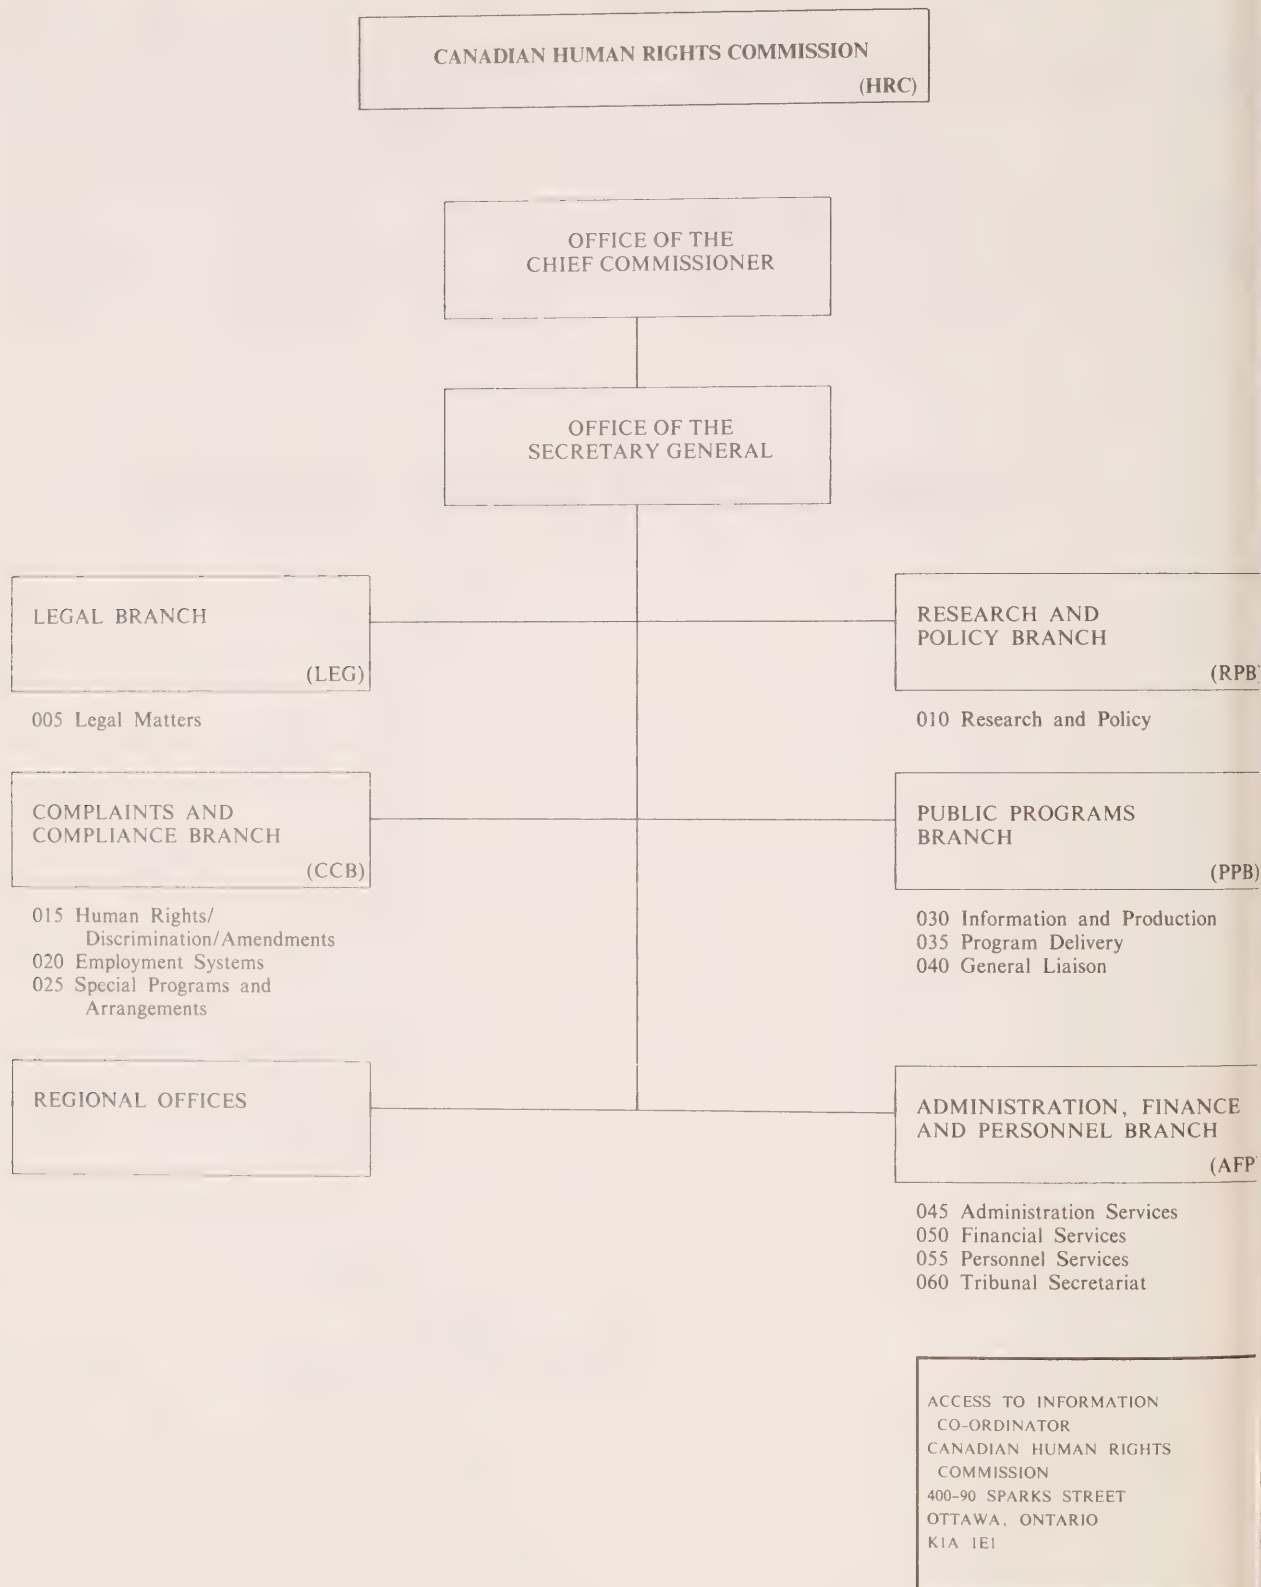 CANADIAN HUMAN RIGHTS COMMISSION
(HRC)
OFFICE OF THE
CHIEF COMMISSIONER
OFFICE OF THE
SECRETARY GENERAL
LEGAL BRANCH
(LEG)
005 Legal Matters
RESEARCH AND
POLICY BRANCH
(RPB)
010 Research and Policy
COMPLAINTS AND
COMPLIANCE BRANCH
(CCB)
015 Human Rights/
Discrimination/Amendments
020 Employment Systems
025 Special Programs and
Arrangements
PUBLIC PROGRAMS
BRANCH
(PPB)
030 Information and Production
035 Program Delivery
040 General Liaison
REGIONAL OFFICES
ADMINISTRATION, FINANCE
AND PERSONNEL BRANCH
(AFP
045 Administration Services
050 Financial Services
055 Personnel Services
060 Tribunal Secretariat
ACCESS TO INFORMATION
CO-ORDINATOR
CANADIAN HUMAN RIGHTS
COMMISSION
400-90 SPARKS STREET
OTTAWA, ONTARIO
K1A 1E1